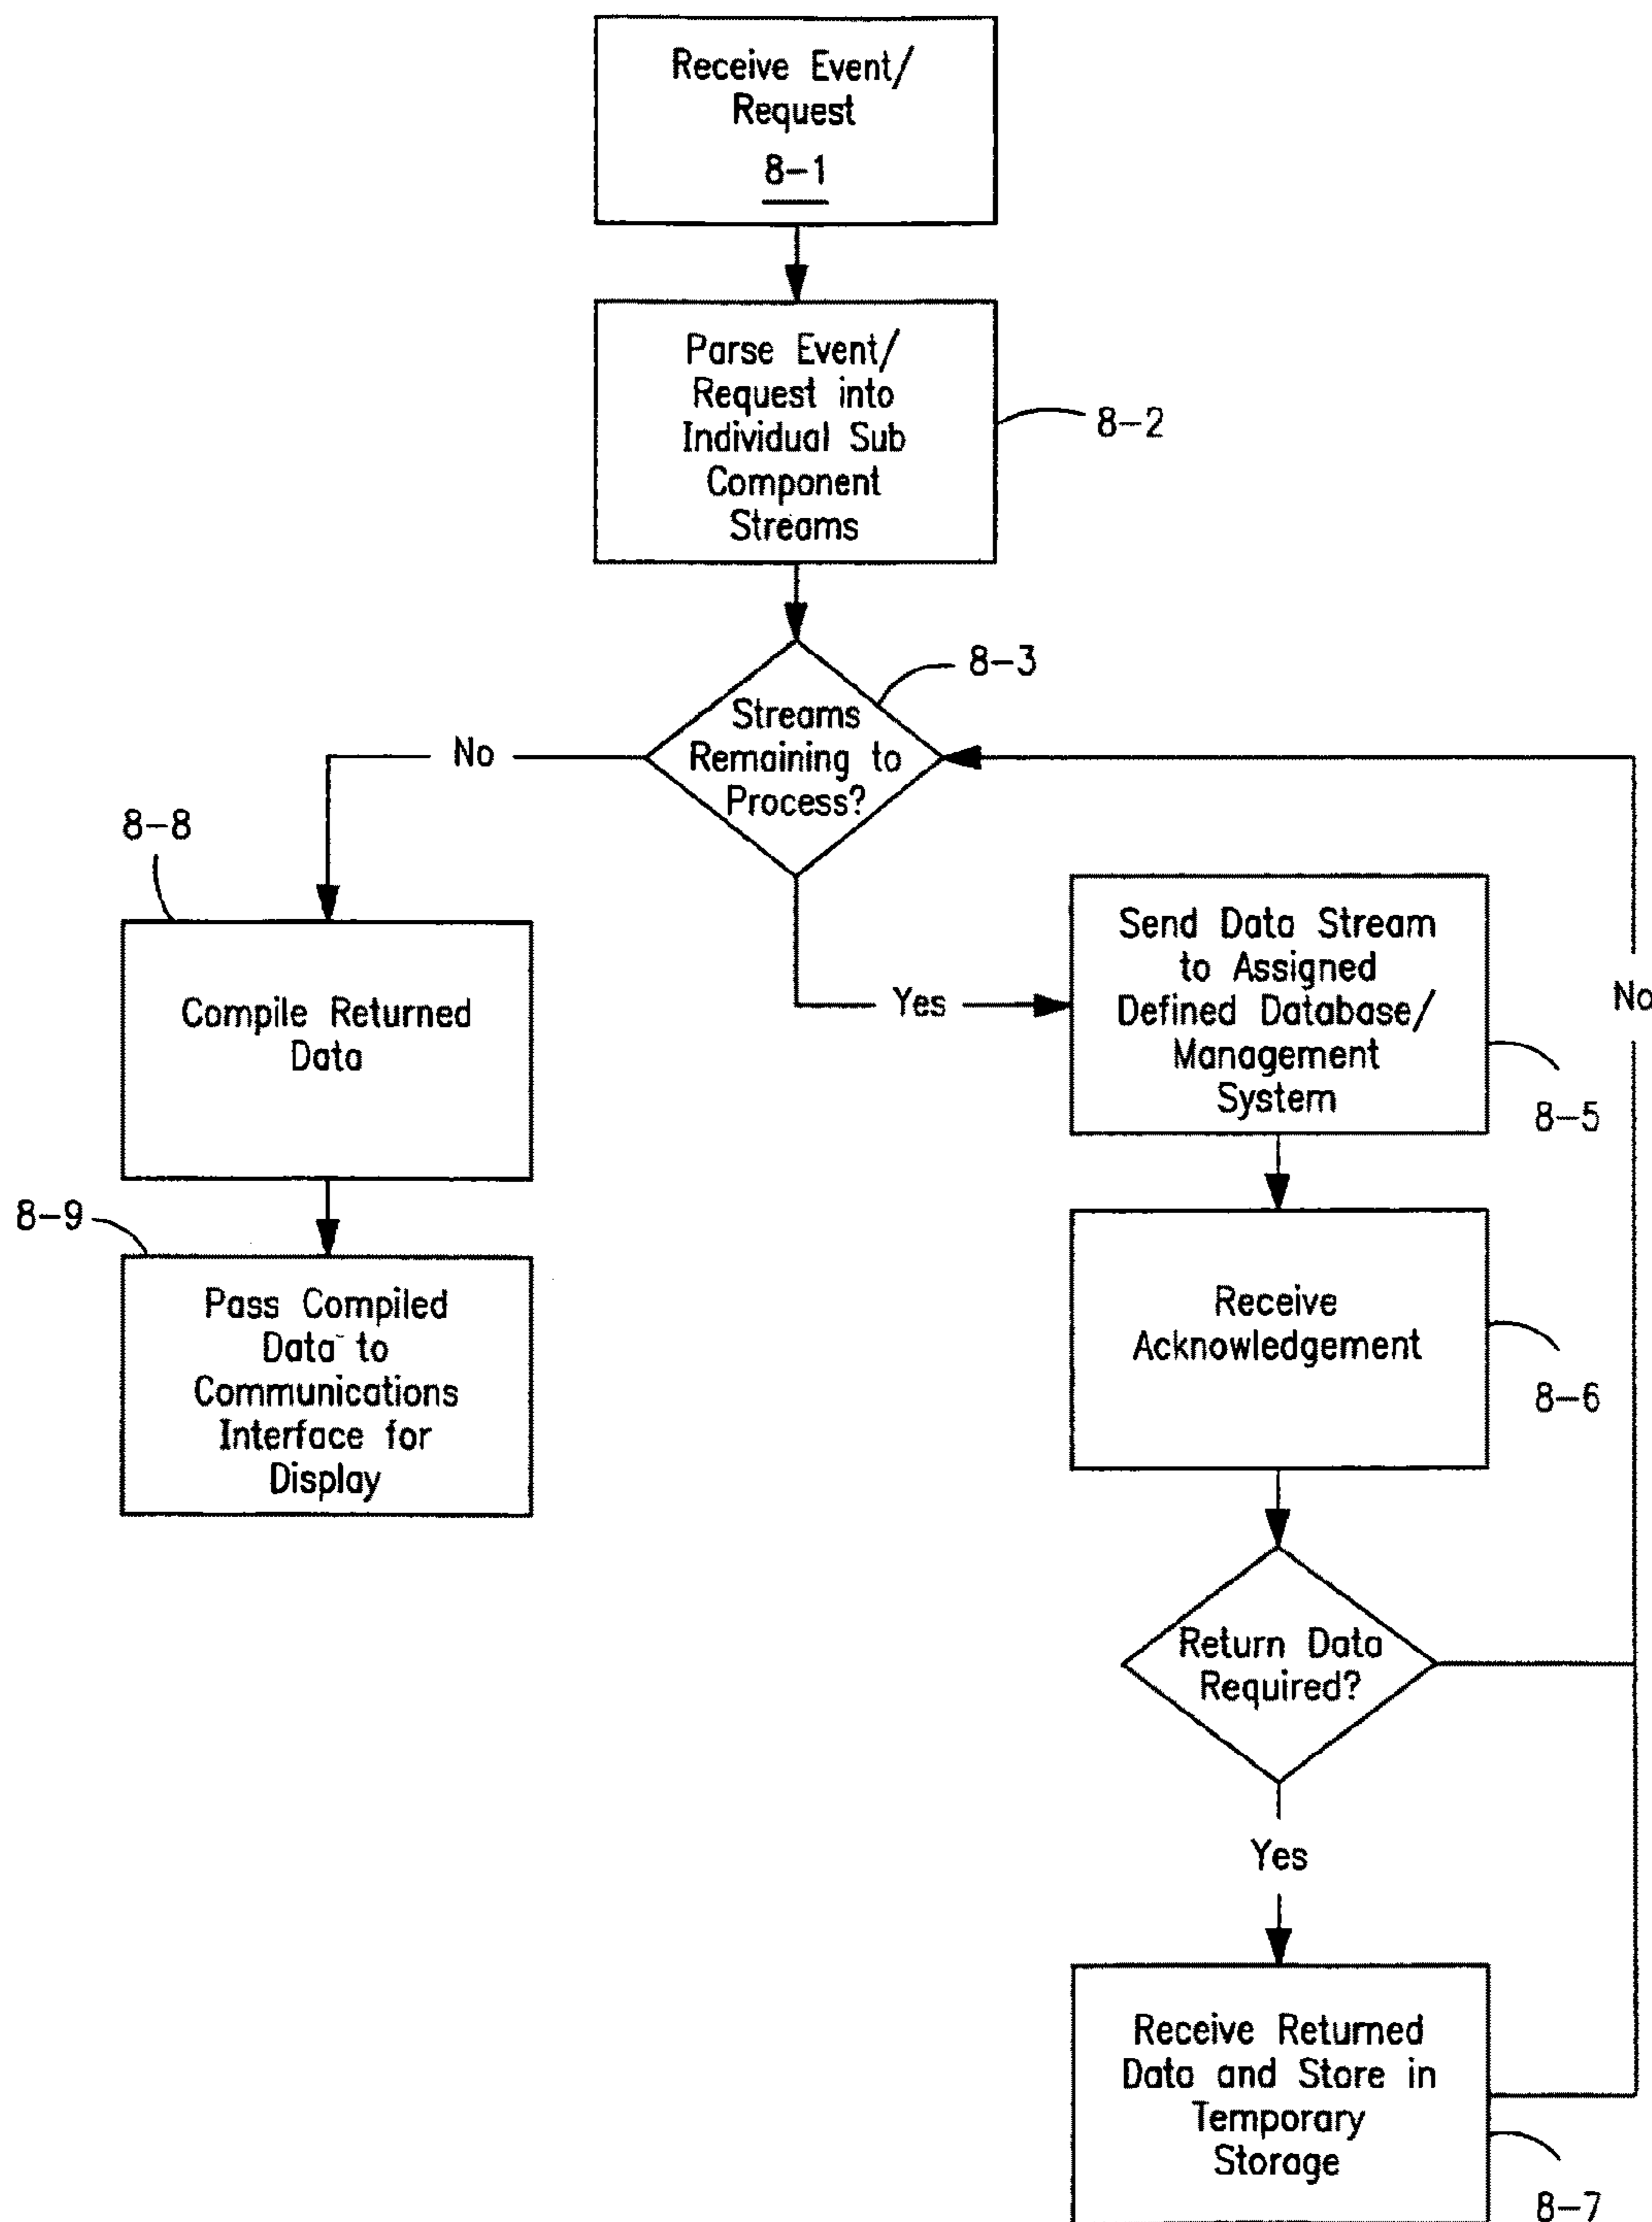 Receive Event/
Request
8-1
Parse Event/
Request into
Individual Sub
Component
Streams
8-2
8-3
Streams
Remaining to
Process?
No
8-8
Compile Returned
Data
8-9
Pass Compiled
Data to
Communications
Interface for
Display
Yes
Send Data Stream
to Assigned
Defined Database/
Management
System
8-5
No
Receive
Acknowledgement
8-6
Return Data
Required?
Yes
Receive Returned
Data and Store in
Temporary
Storage
8-7